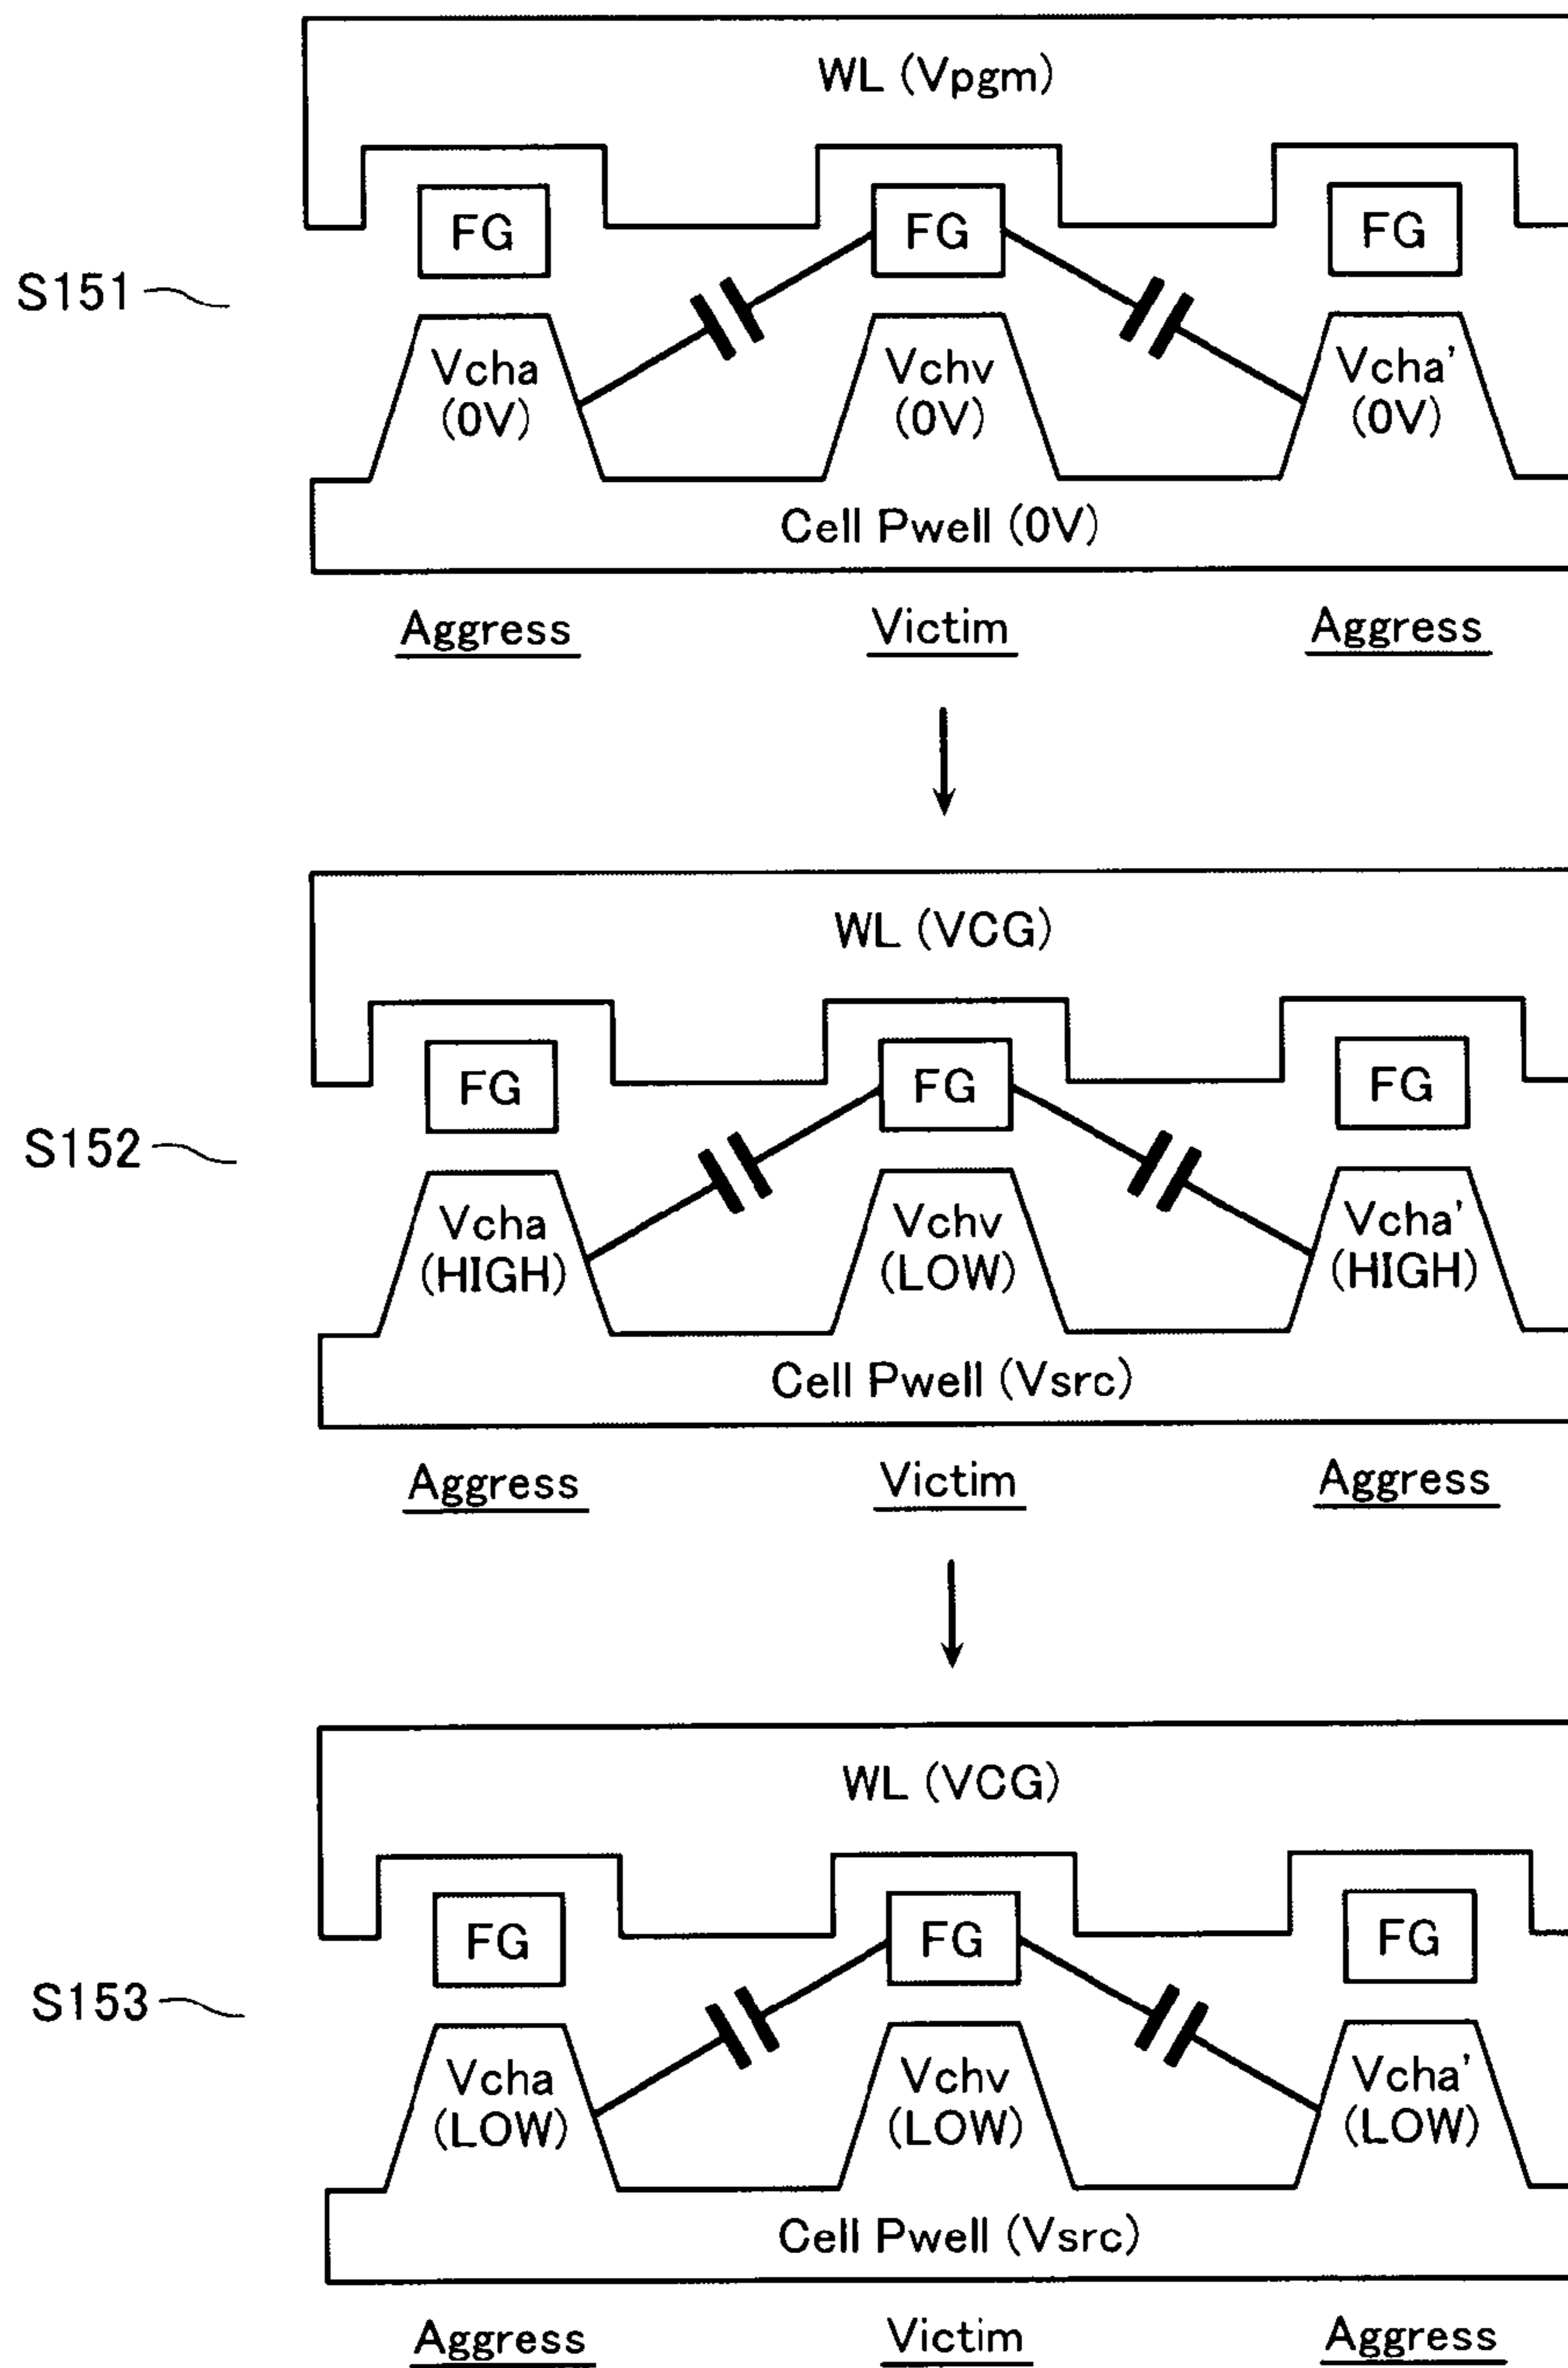 WL (Vpgm)
FG FG FG
S151
Vcha Vchv Vcha'
(0V) (0V) (0V)
Cell Pwell (0V)
Aggress Victim Aggress
WL (VCG)
FG FG FG
S152
Vcha Vchv Vcha'
(HIGH) (LOW) (HIGH)
Cell Pwell (Vsrc)
Aggress Victim Aggress
WL (VCG)
FG FG FG
S153
Vcha Vchv Vcha'
(LOW) (LOW) (LOW)
Cell Pwell (Vsrc)
Aggress Victim Aggress